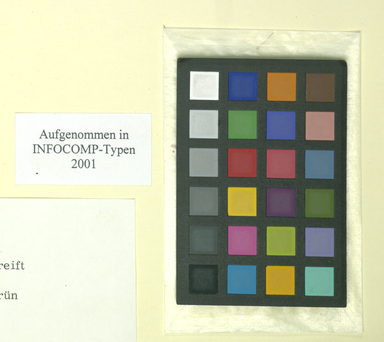 Aufgenommen in
INFOCOMP-Typen
2001
reift
rün